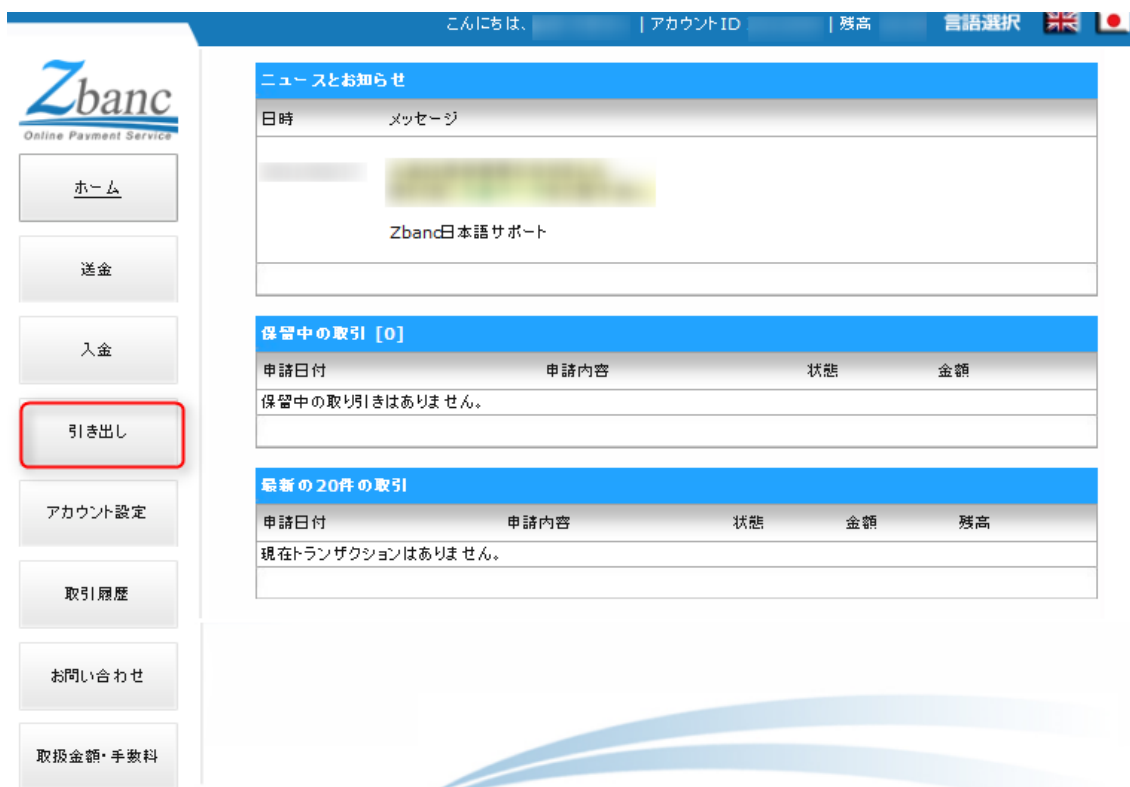 こんにちは、 | アカウントID | 残高 言語選択
Zbanc
Online Payment Service
ホーム
送金
入金
引き出し
アカウント設定
取引履歴
お問い合わせ
取扱金額・手数料
ニュースとお知らせ
日時 メッセージ
Zbanc日本語サポート
保留中の取引 [0]
申請日付 申請内容 状態 金額
保留中の取り引きはありません。
最新の20件の取引
申請日付 申請内容 状態 金額 残高
現在トランザクションはありません。